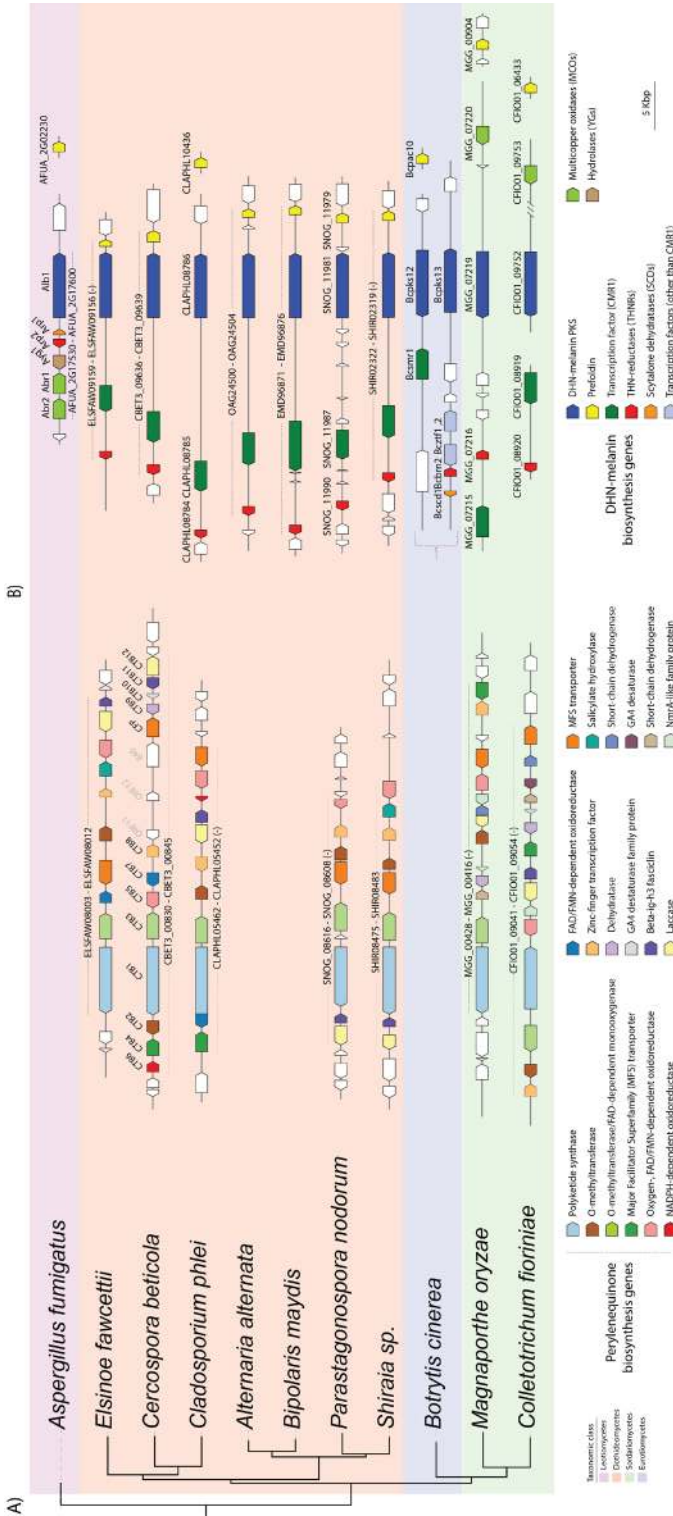 A)
B)
Aspergillus fumigatus
Abr2 Abr1 Ayg1 Arp2 Arp1 Alb1
AFUA_2G17530 - AFUA_2G17600
AFUA_2G02230
Elsinoe fawcettii
ELSFAW08003 - ELSFAW08012
ELSFAW09159 - ELSFAW09156 (-)
Cercospora beticola
CTB6 CTB4 CTB2 CTB1 CTB3 CTB5 CTB7 CTB8 CFP CTB9 CTB10 CTB11 CTB12
CBET3_00830 - CBET3_00845
CBET3_09636 - CBET3_09639
Cladosporium phlei
CLAPHL05462 - CLAPHL05452 (-)
CLAPHL08784 CLAPHL08785
CLAPHL08786
CLAPHL10436
Alternaria alternata
OAG24500 - OAG24504
Bipolaris maydis
EMD96871 - EMD96876
Parastagonospora nodorum
SNOG_08616 - SNOG_08608 (-)
SNOG_11990 SNOG_11987
SNOG_11981 SNOG_11979
Shiraia sp.
SHIR08475 - SHIR08483
SHIR02322 - SHIR02319 (-)
Botrytis cinerea
Bcsmr1
Bcpks12
Bcpac10
Bcscd1 Bcbrn2 Bcztf1_2
Bcpks13
Magnaporthe oryzae
MGG_00428 - MGG_00416 (-)
MGG_07215 MGG_07216
MGG_07219
MGG_07220
MGG_00904
Colletotrichum fioriniae
CFIO01_09041 - CFIO01_09054 (-)
CFIO01_08920 CFIO01_08919
CFIO01_09752
CFIO01_09753
CFIO01_06433
Taxonomic class
Leotiomycetes
Dothideomycetes
Sordariomycetes
Eurotiomycetes
Perylenequinone
biosynthesis genes
Polyketide synthase
O-methyltransferase
O-methyltransferase/FAD-dependent monooxygenase
Major Facilitator Superfamily (MFS) transporter
Oxygen-, FAD/FMN-dependent oxidoreductase
NADPH-dependent oxidoreductase
FAD/FMN-dependent oxidoreductase
Zinc-finger transcription factor
Dehydratase
GA4 destaturase family protein
Beta-ig-h3 fasciclin
Laccase
MFS transporter
Salicylate hydroxylase
Short-chain dehydrogenase
GA4 desaturase
Short-chain dehydrogenase
NmrA-like family protein
DHN-melanin
biosynthesis genes
DHN-melanin PKS
Prefoldin
Transcription factor (CMR1)
THN-reductases (THNRs)
Scytalone dehydratases (SCDs)
Transcription factors (other than CMR1)
Multicopper oxidases (MCOs)
Hydrolases (YGs)
5 Kbp